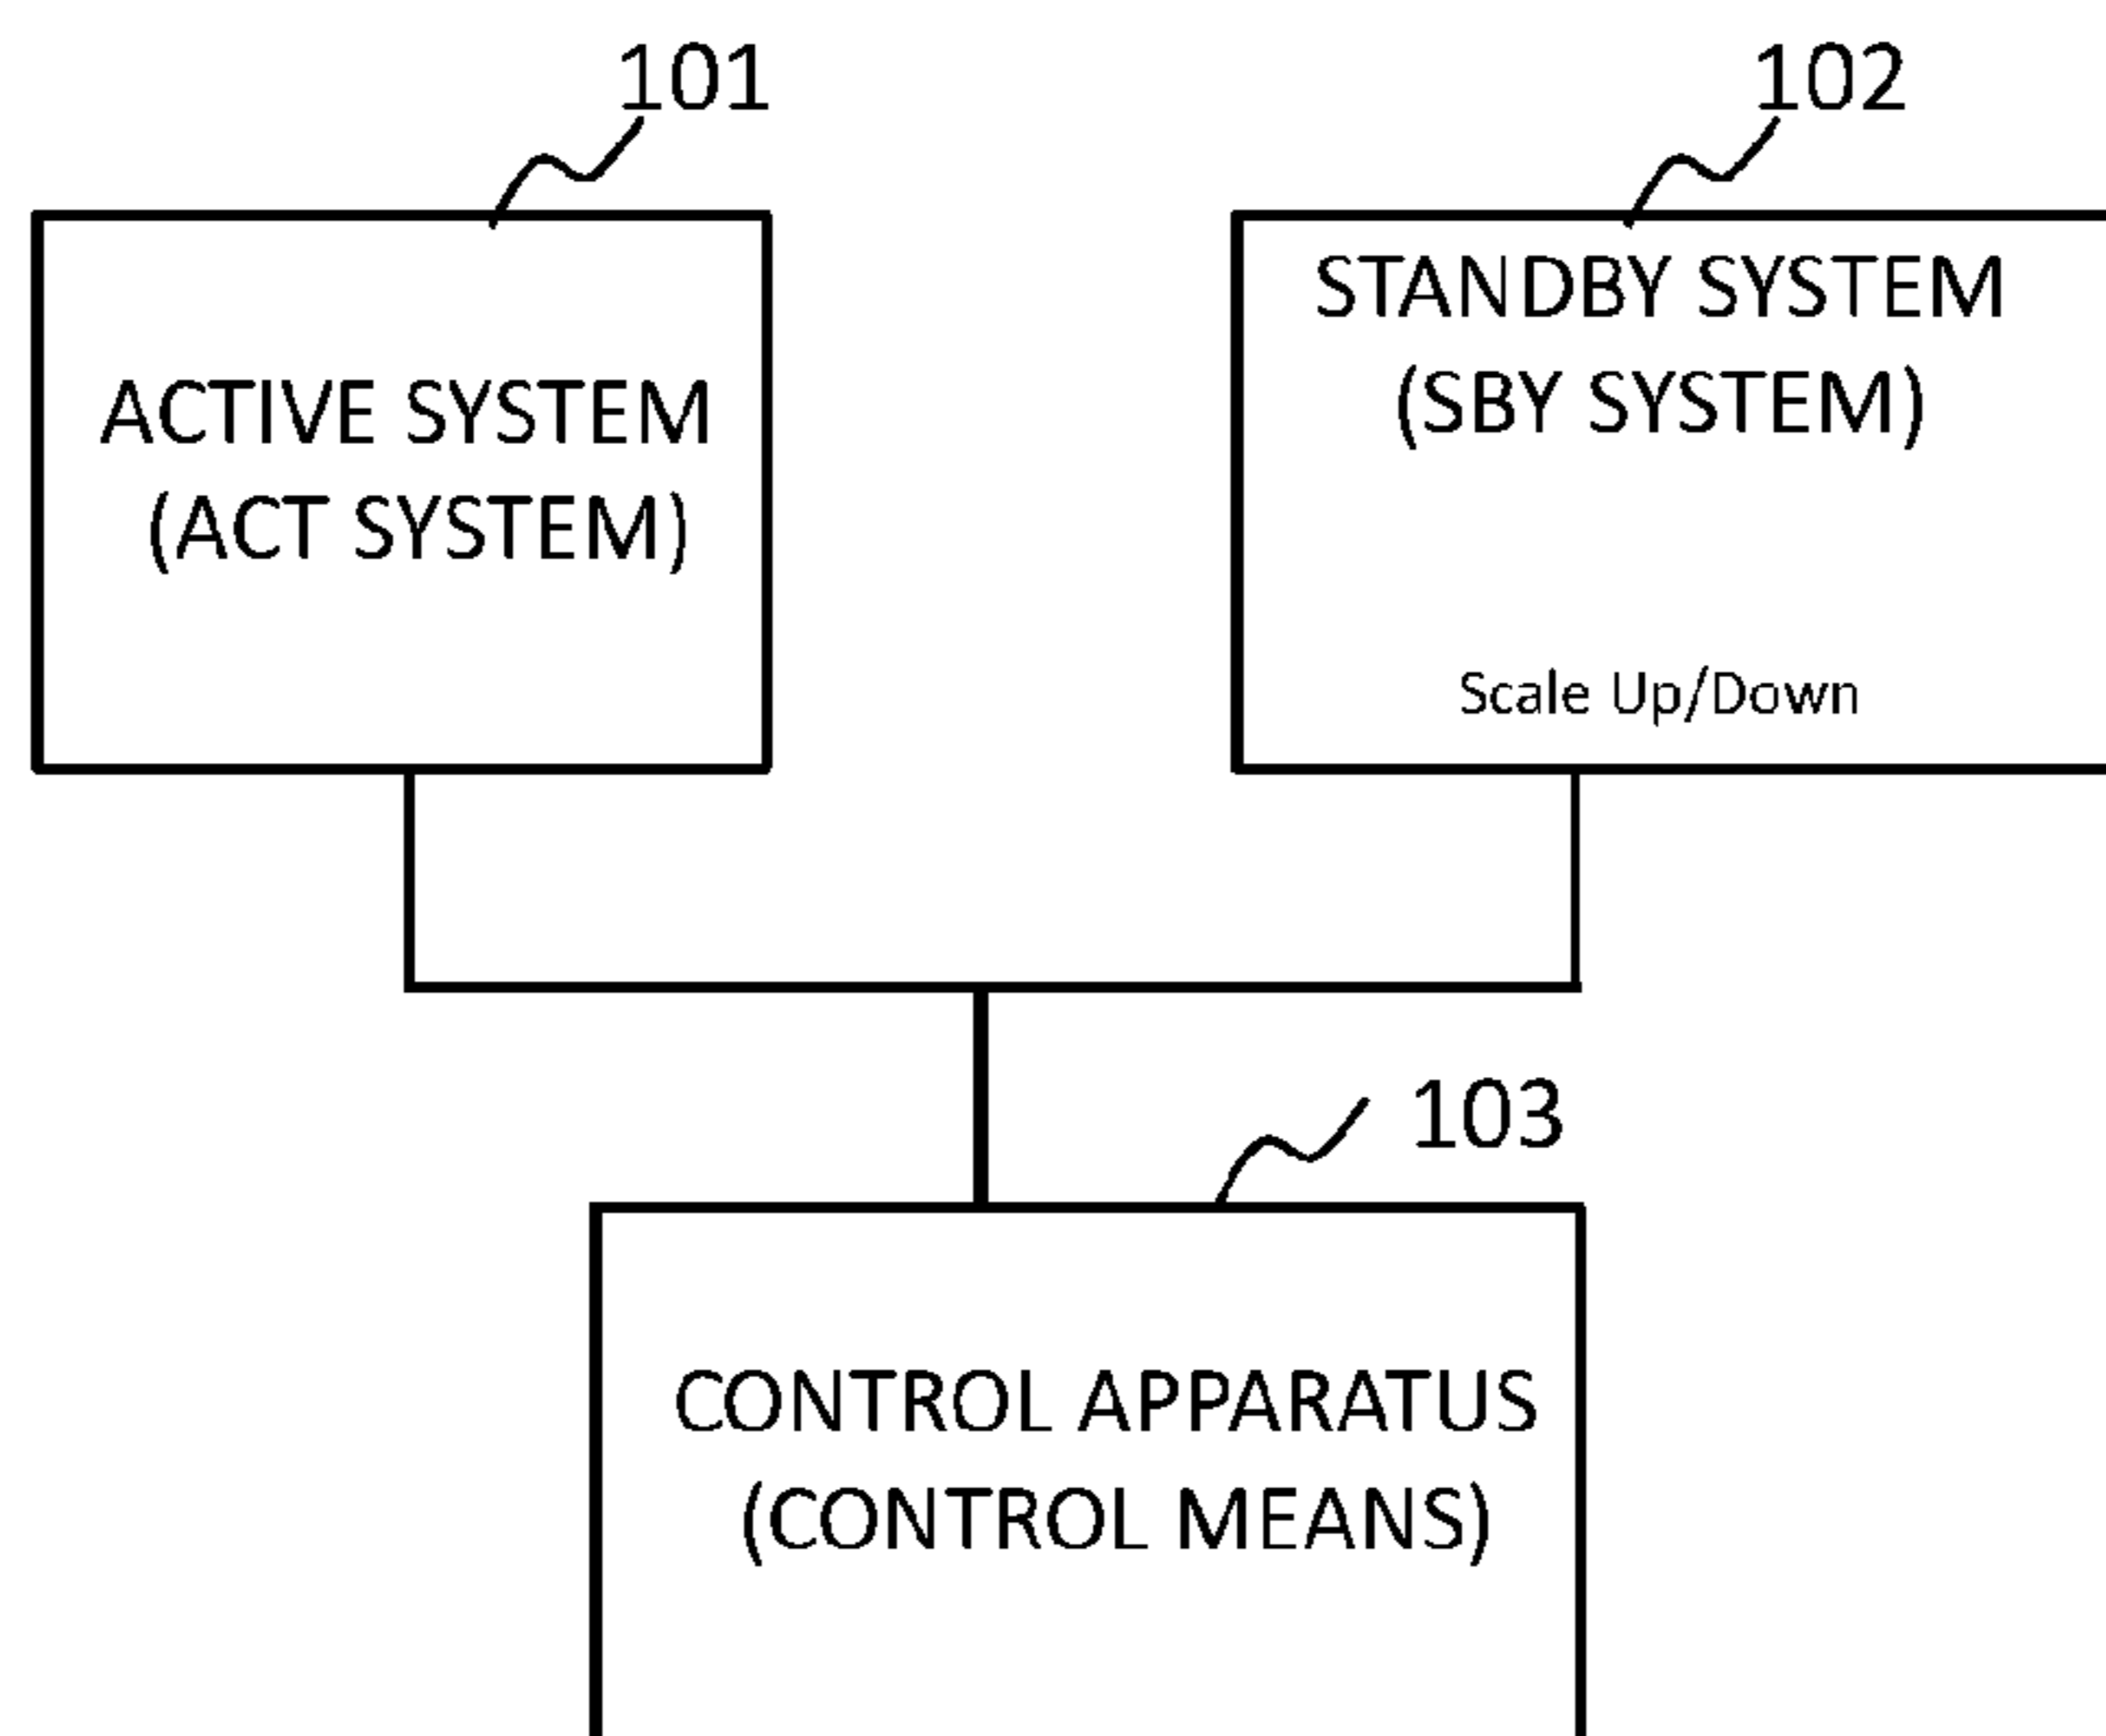 101
102
ACTIVE SYSTEM
(ACT SYSTEM)
STANDBY SYSTEM
(SBY SYSTEM)
Scale Up/Down
103
CONTROL APPARATUS
(CONTROL MEANS)